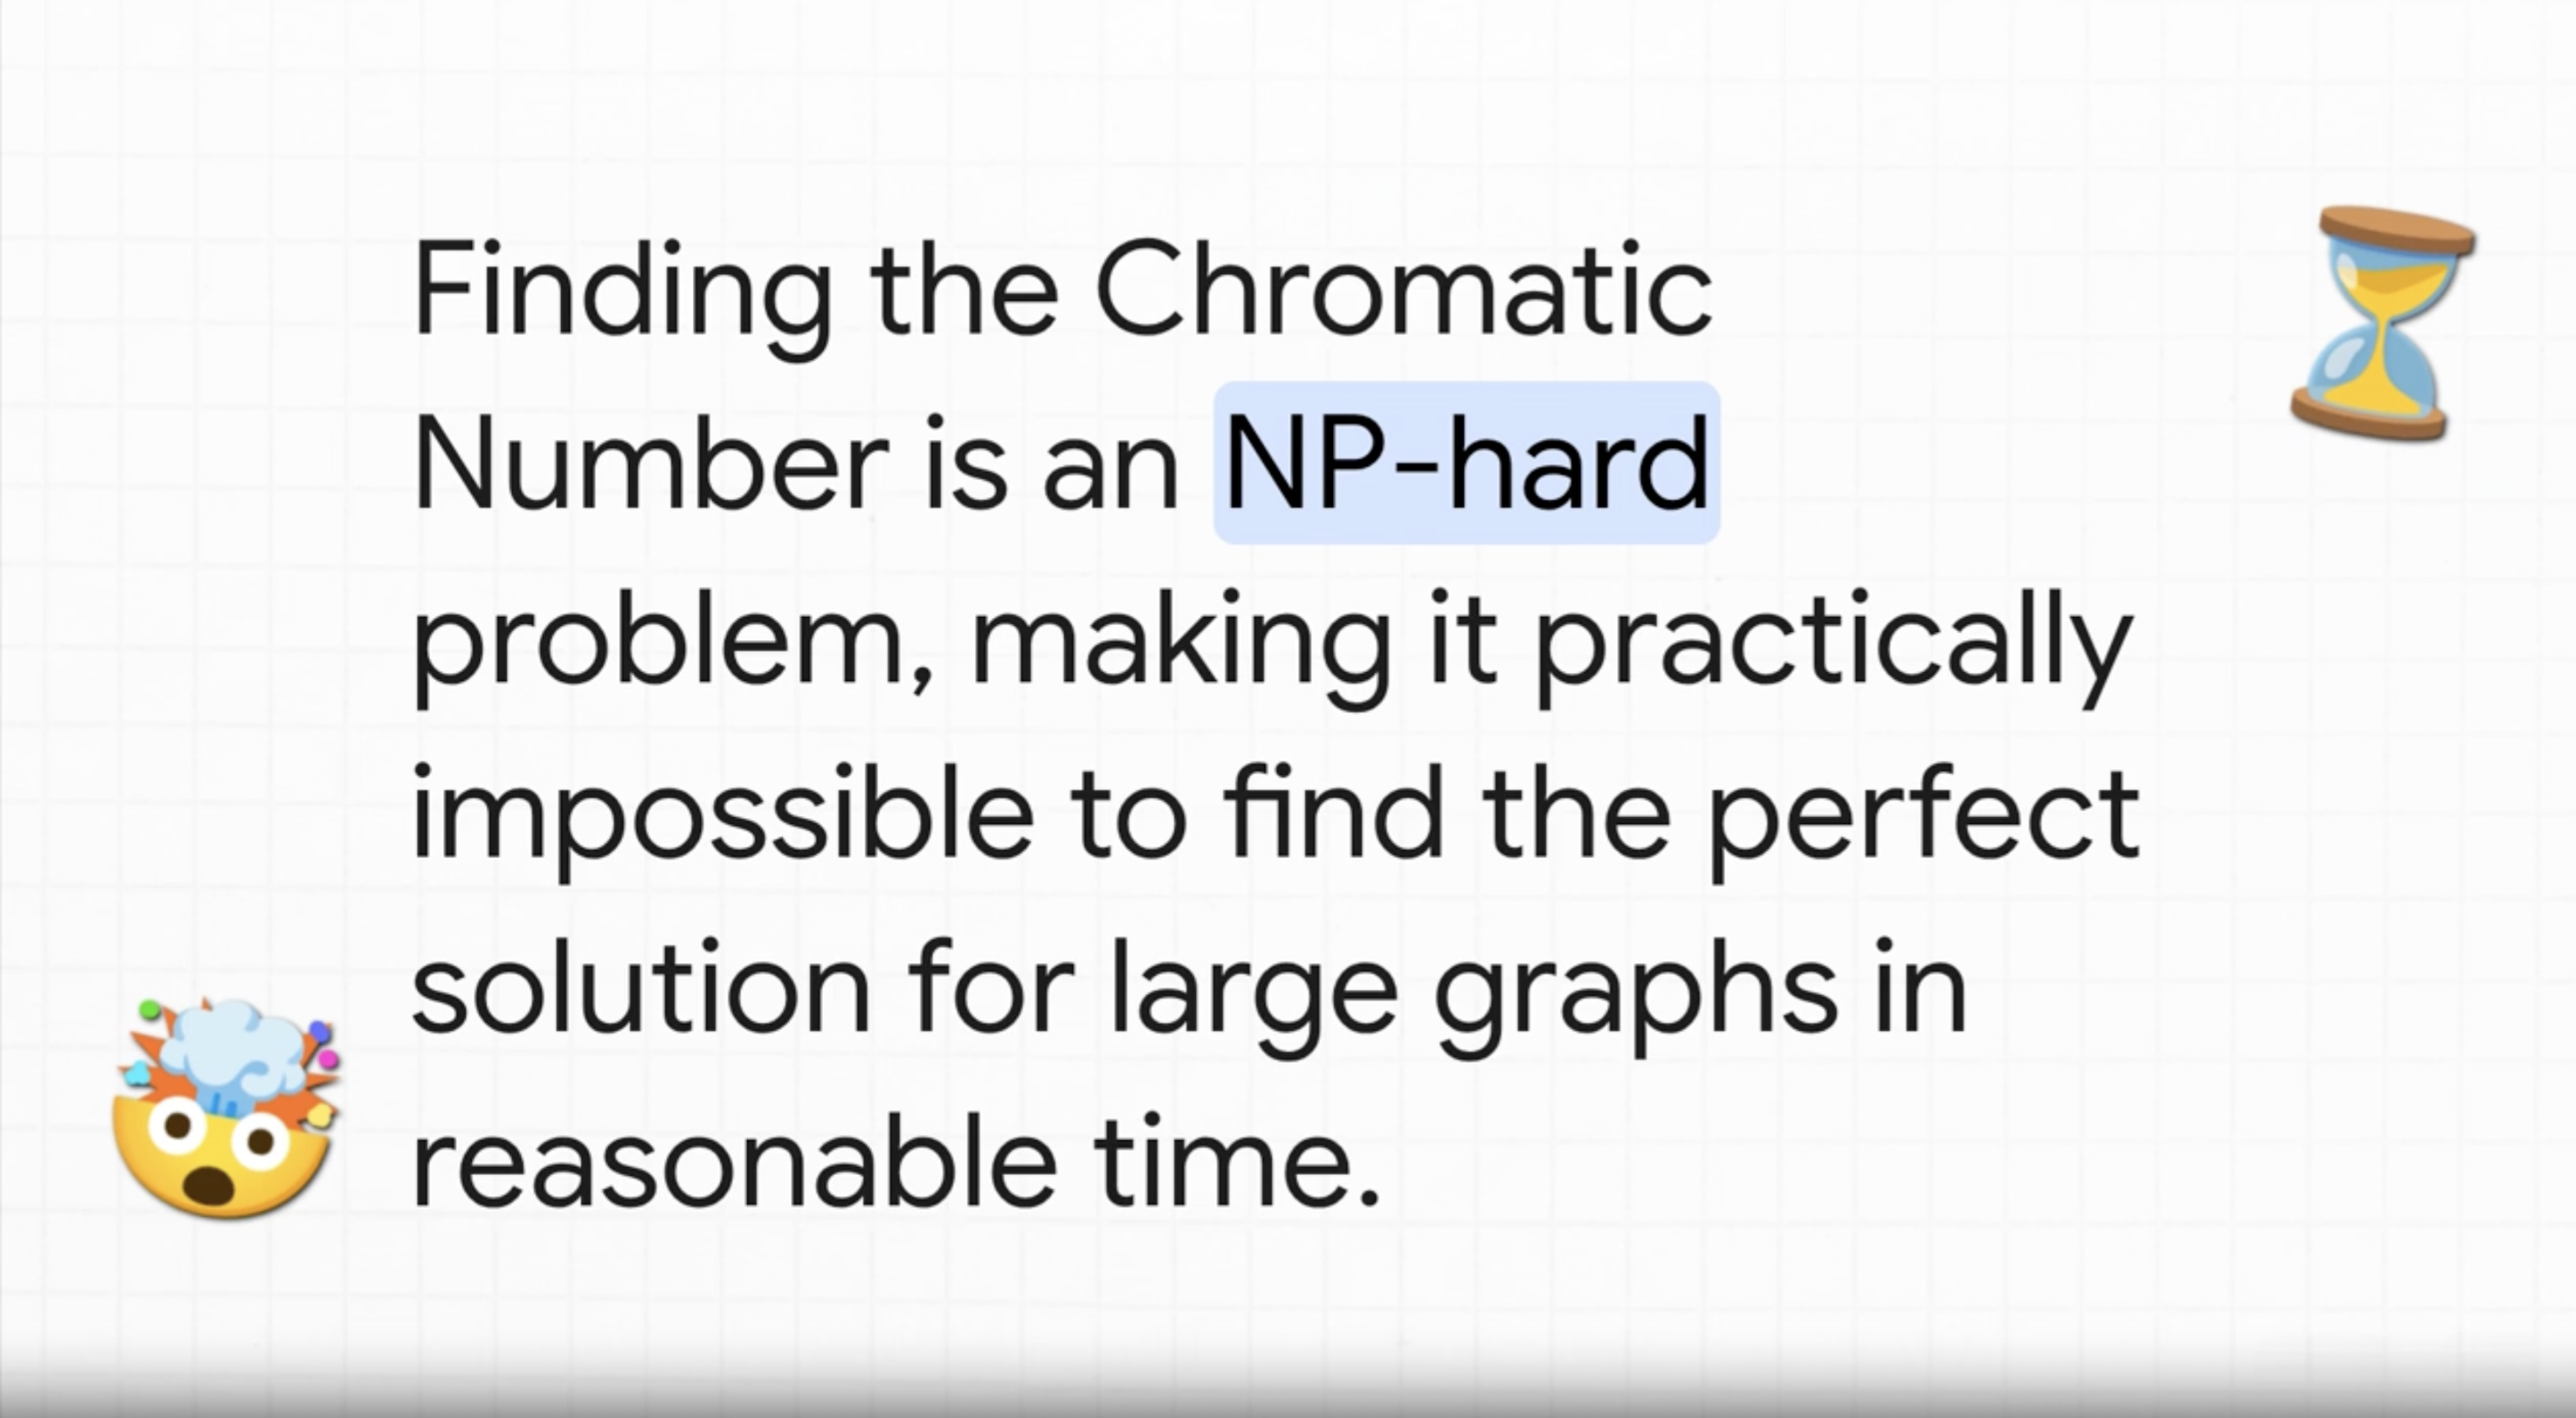 Finding the Chromatic
Number is an NP-hard
problem, making it practically
impossible to find the perfect
solution for large graphs in
reasonable time.